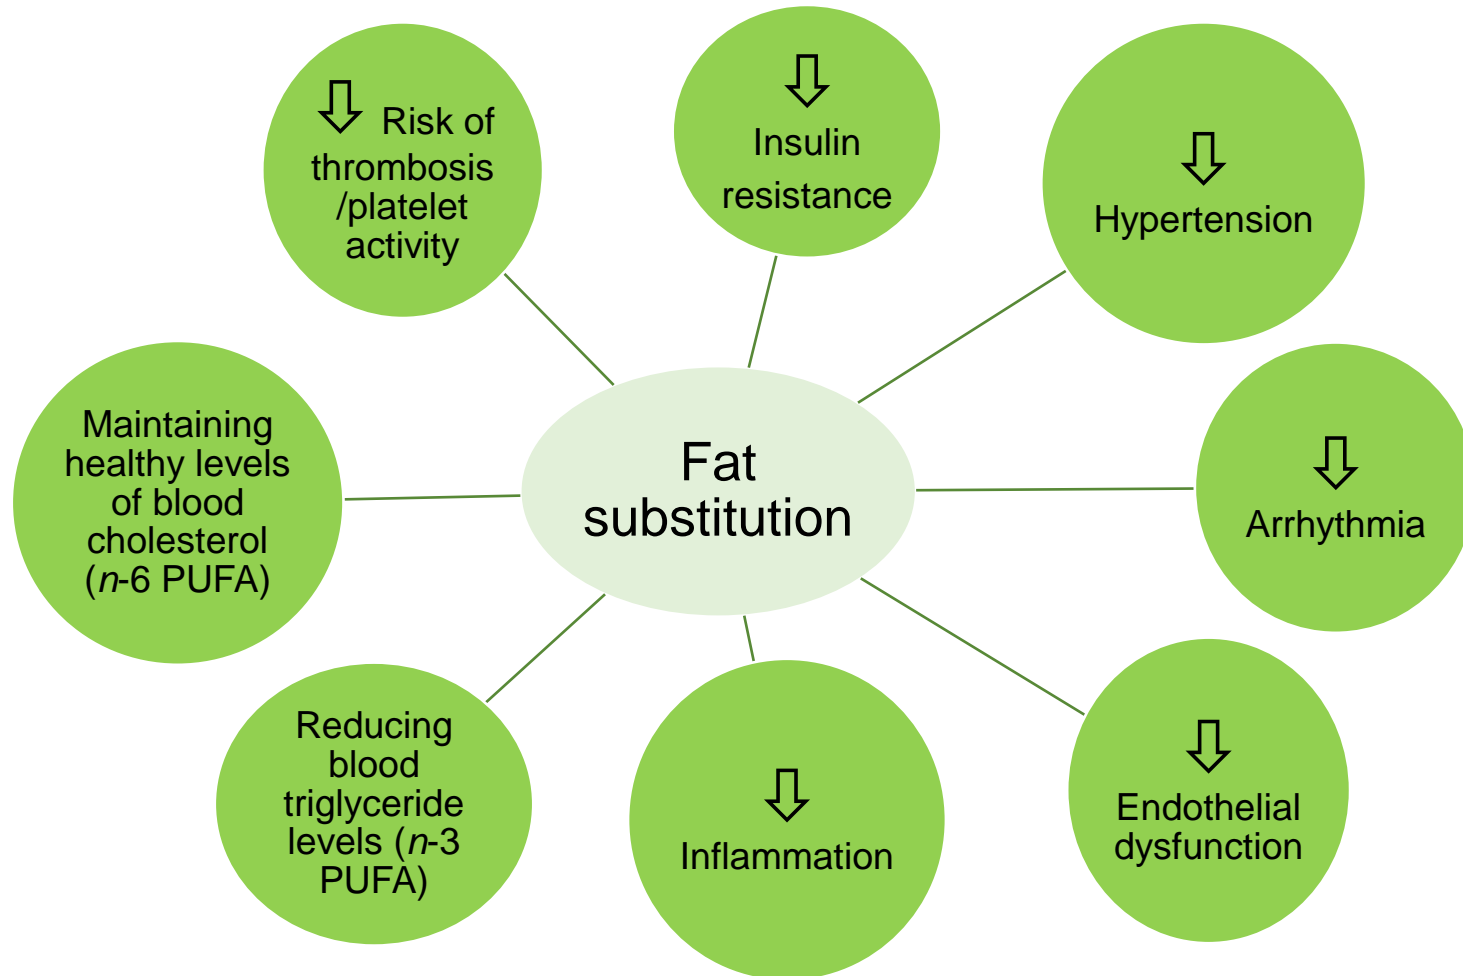 Risk of
thrombosis
/platelet
activity
Insulin
resistance
Hypertension
Maintaining
healthy levels
of blood
cholesterol
(n-6 PUFA)
Fat
substitution
Arrhythmia
Reducing
blood
triglyceride
levels (n-3
PUFA)
Inflammation
Endothelial
dysfunction